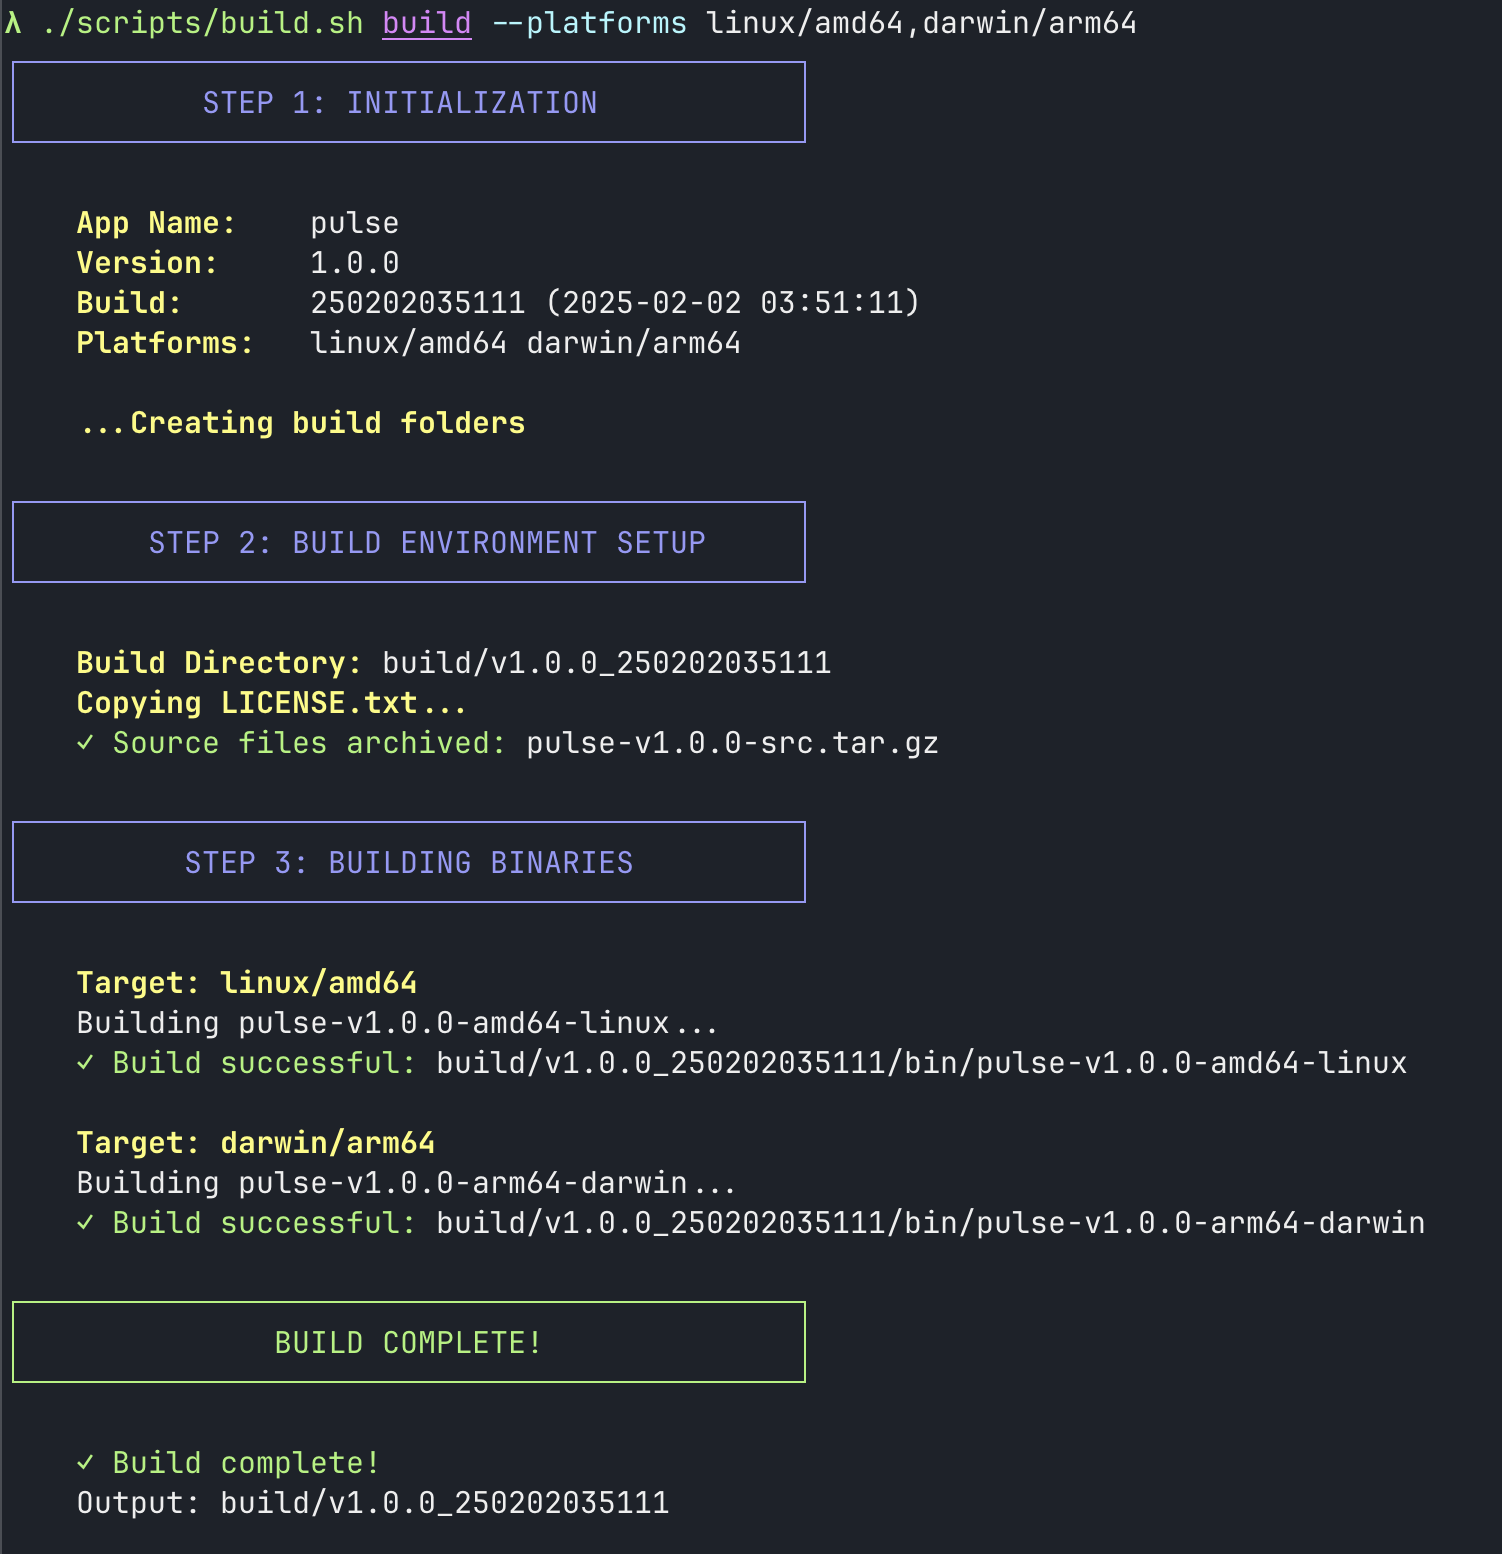 λ ./scripts/build.sh build --platforms linux/amd64,darwin/arm64
STEP 1: INITIALIZATION
App Name: pulse
Version: 1.0.0
Build: 250202035111 (2025-02-02 03:51:11)
Platforms: linux/amd64 darwin/arm64
...Creating build folders
STEP 2: BUILD ENVIRONMENT SETUP
Build Directory: build/v1.0.0_250202035111
Copying LICENSE.txt...
✓ Source files archived: pulse-v1.0.0-src.tar.gz
STEP 3: BUILDING BINARIES
Target: linux/amd64
Building pulse-v1.0.0-amd64-linux...
✓ Build successful: build/v1.0.0_250202035111/bin/pulse-v1.0.0-amd64-linux
Target: darwin/arm64
Building pulse-v1.0.0-arm64-darwin...
✓ Build successful: build/v1.0.0_250202035111/bin/pulse-v1.0.0-arm64-darwin
BUILD COMPLETE!
✓ Build complete!
Output: build/v1.0.0_250202035111